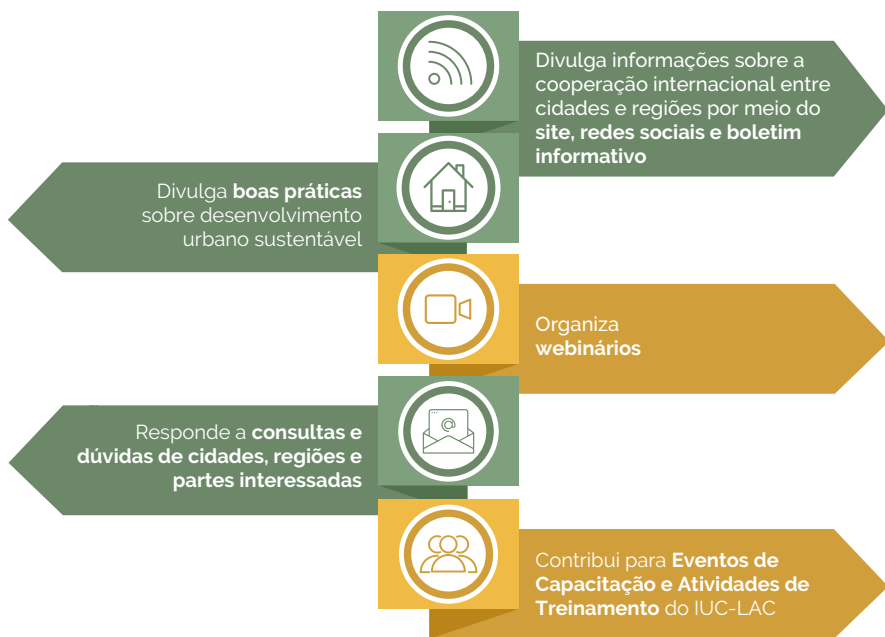 Divulga informações sobre a
cooperação internacional entre
cidades e regiões por meio do
site, redes sociais e boletim
informativo
Divulga boas práticas
sobre desenvolvimento
urbano sustentável
Organiza
webinários
@
Responde a consultas e
dúvidas de cidades, regiões e
partes interessadas
Contribui para Eventos de
Capacitação e Atividades de
Treinamento do IUC-LAC